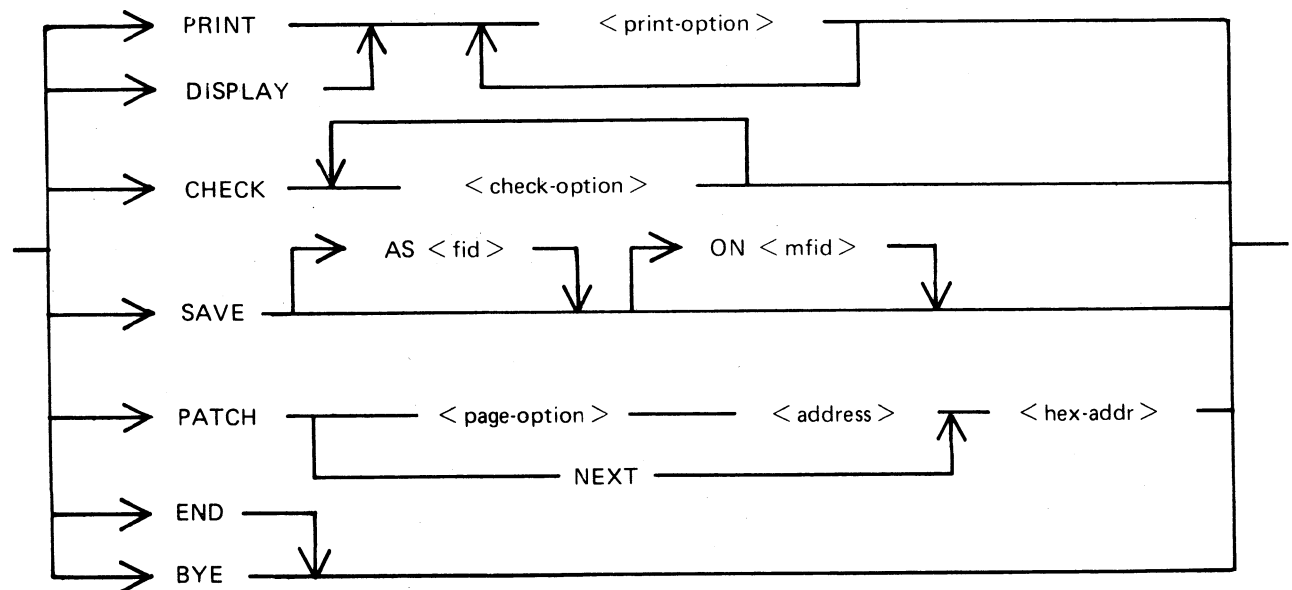 PRINT < print-option >
DISPLAY
CHECK < check-option >
AS < fid > ON < mfid >
SAVE
PATCH < page-option > < address > < hex-addr >
NEXT
END
BYE